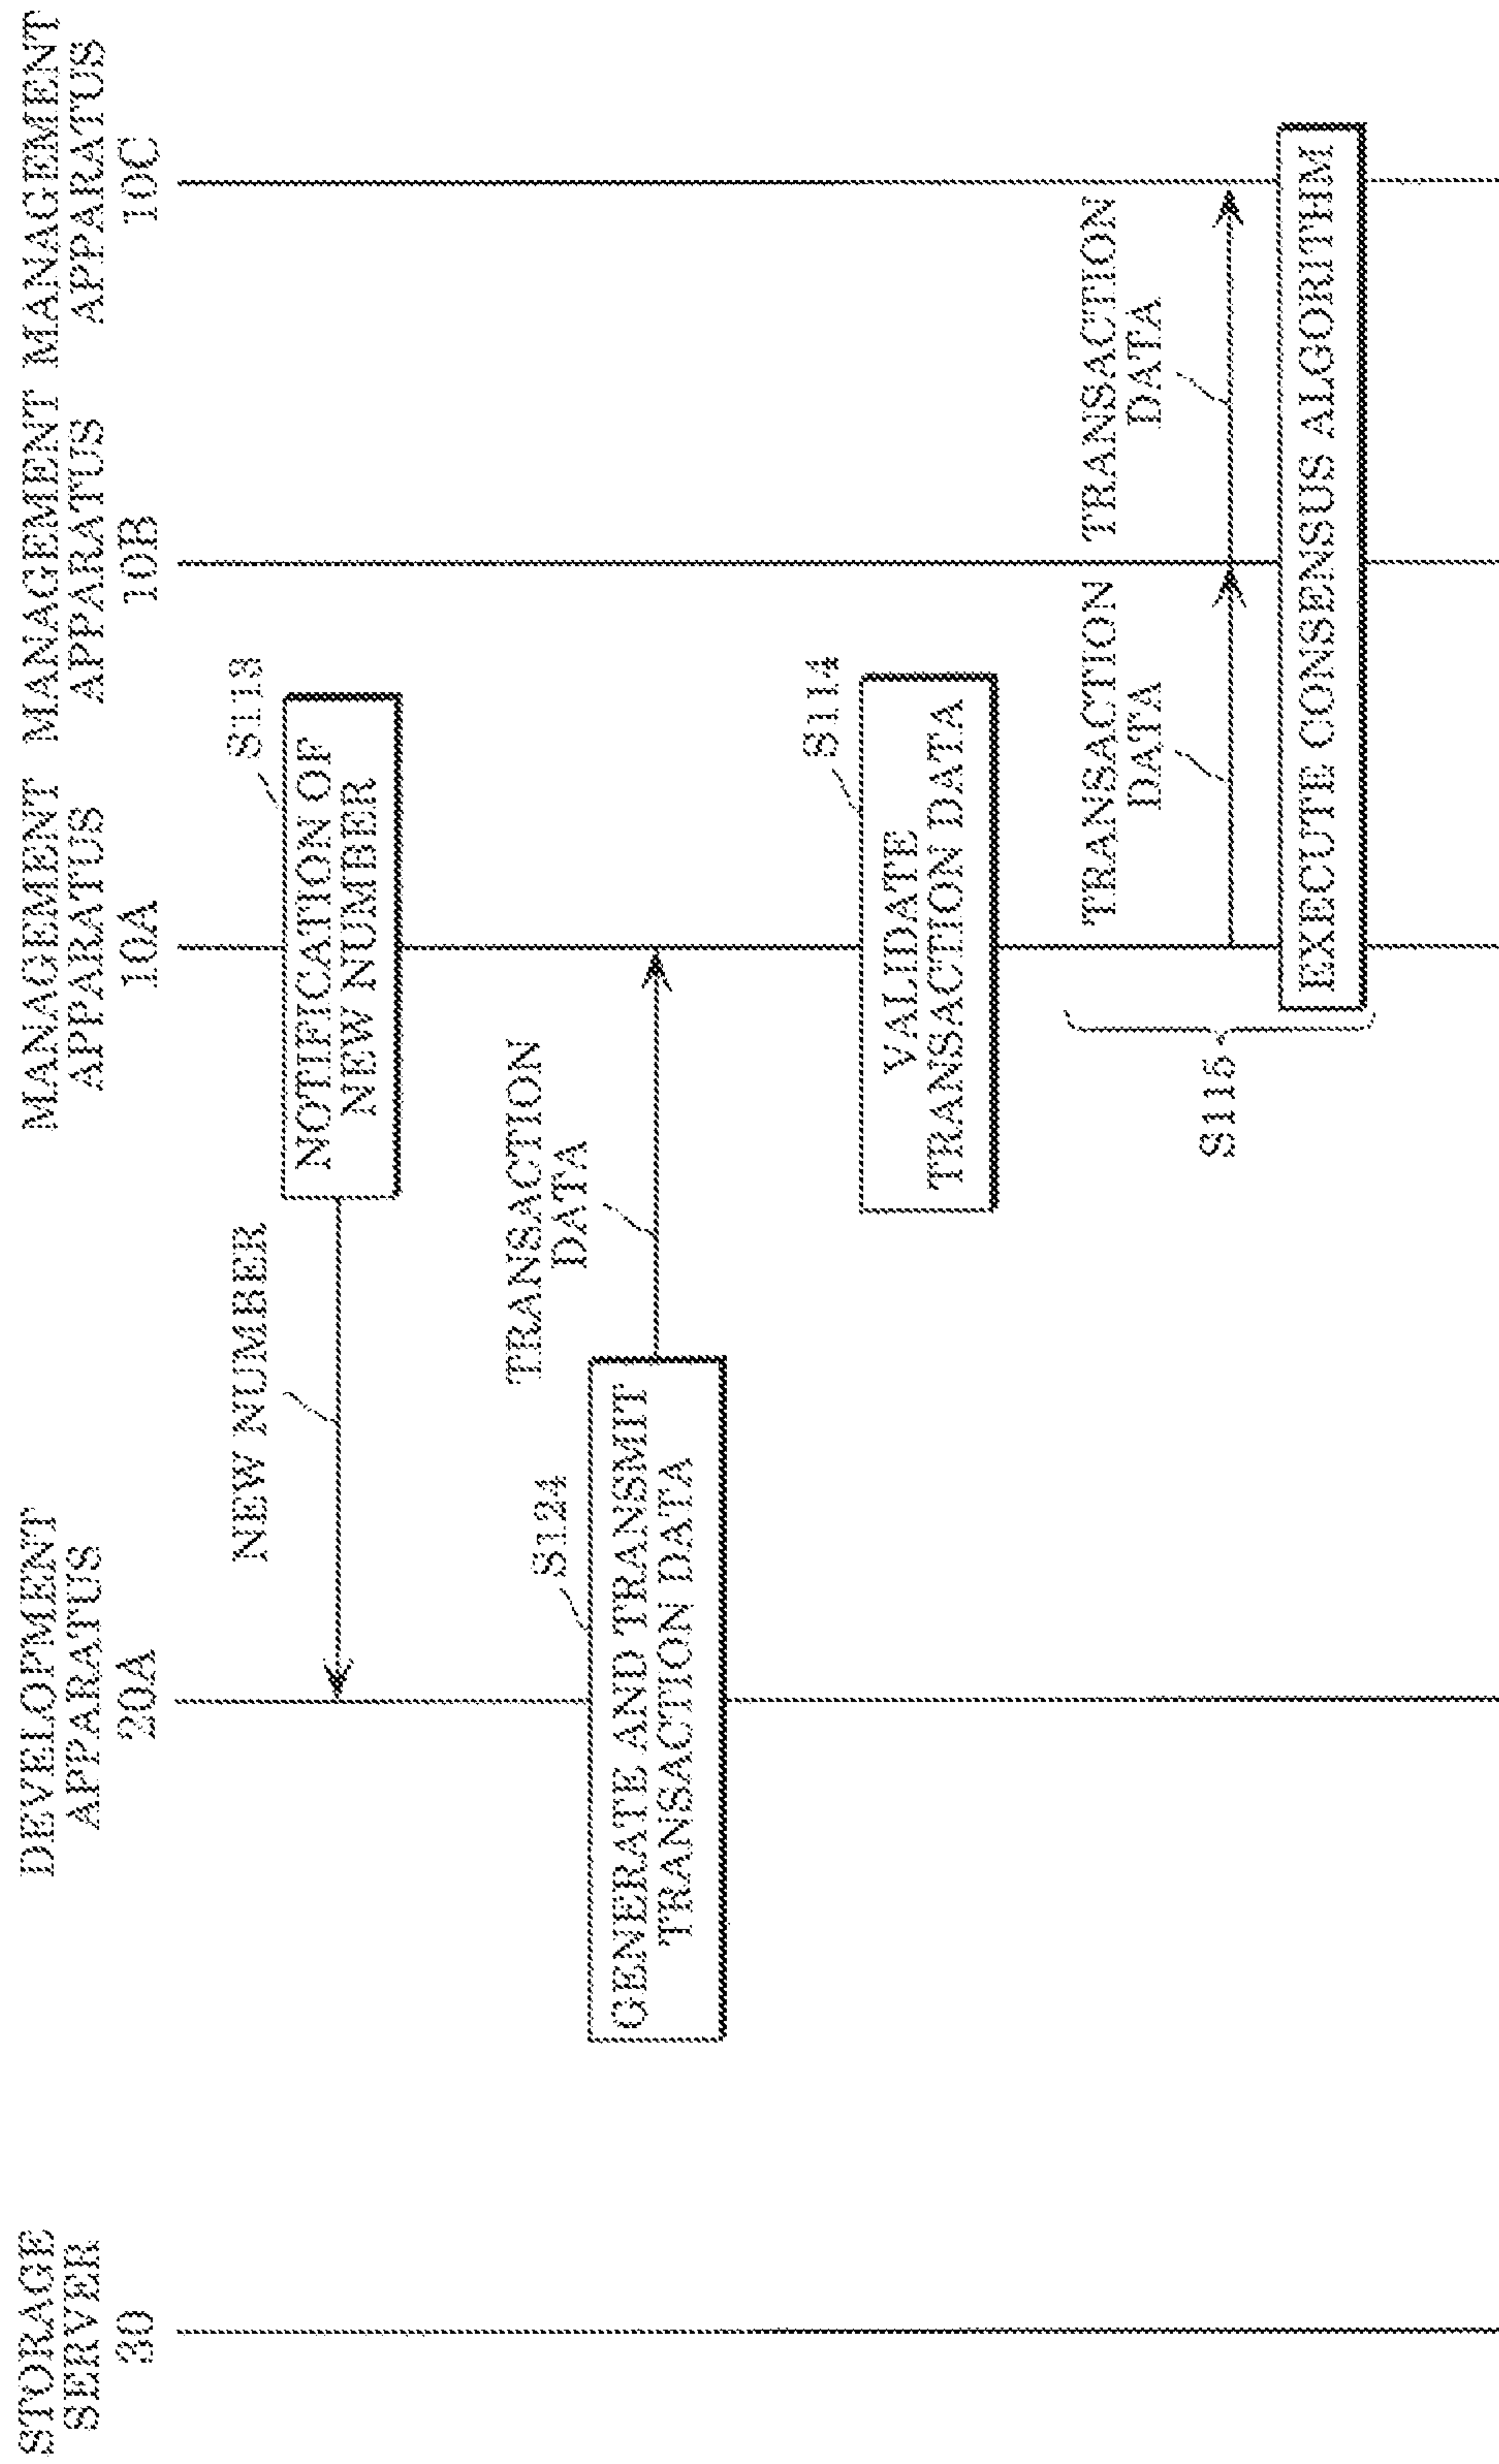 STORAGE
SERVER
30
DEVELOPMENT
APPARATUS
20A
MANAGEMENT
APPARATUS
10A
MANAGEMENT
APPARATUS
10B
MANAGEMENT
APPARATUS
10C
S113
NOTIFICATION OF
NEW NUMBER
NEW NUMBER
S124
GENERATE AND TRANSMIT
TRANSACTION DATA
TRANSACTION
DATA
S114
VALIDATE
TRANSACTION DATA
S115
TRANSACTION
DATA
TRANSACTION
DATA
EXECUTE CONSENSUS ALGORITHM